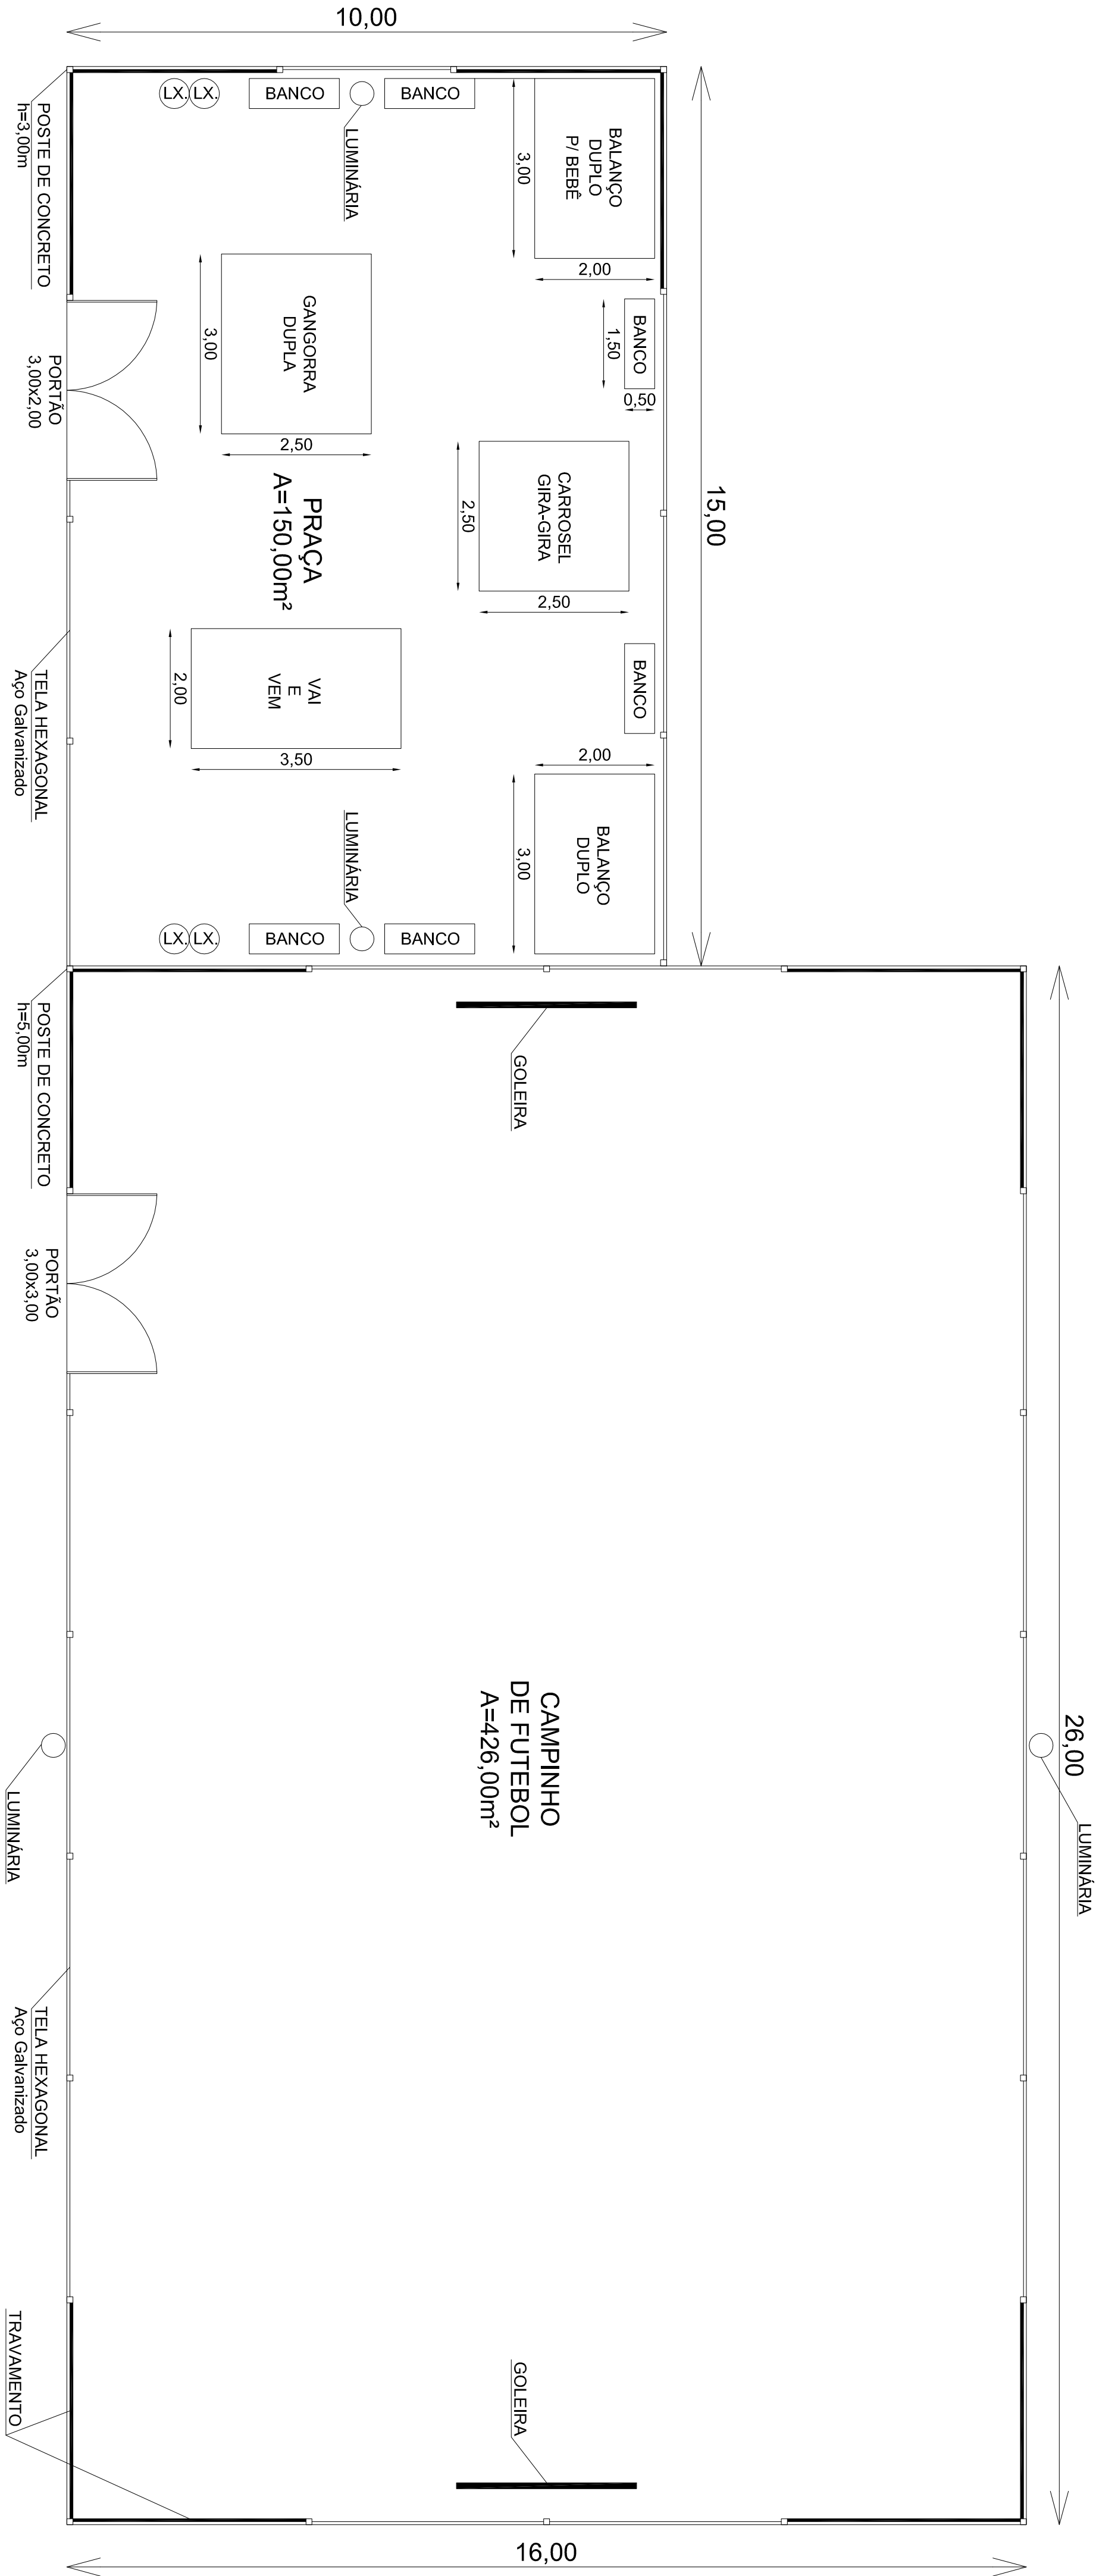 10,00
15,00
BALANÇO
DUPLO
P/ BEBÊ
3,00
2,00
BANCO
1,50
0,50
CARROSEL
GIRA-GIRA
2,50
2,50
BANCO
BALANÇO
DUPLO
2,00
3,00
BANCO
BANCO
LX.
LX.
LUMINÁRIA
GANGORRA
DUPLA
3,00
2,50
PRAÇA
A=150,00m²
VAI
E
VEM
2,00
3,50
LUMINÁRIA
BANCO
BANCO
LX.
LX.
POSTE DE CONCRETO
h=3,00m
PORTÃO
3,00x2,00
TELA HEXAGONAL
Aço Galvanizado
26,00
LUMINÁRIA
GOLEIRA
CAMPINHO
DE FUTEBOL
A=426,00m²
GOLEIRA
POSTE DE CONCRETO
h=5,00m
PORTÃO
3,00x3,00
LUMINÁRIA
TELA HEXAGONAL
Aço Galvanizado
TRAVAMENTO
16,00